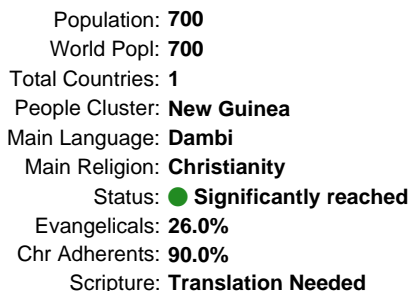 Population: 700
World Popl: 700
Total Countries: 1
People Cluster: New Guinea
Main Language: Dambi
Main Religion: Christianity
Status: Significantly reached
Evangelicals: 26.0%
Chr Adherents: 90.0%
Scripture: Translation Needed